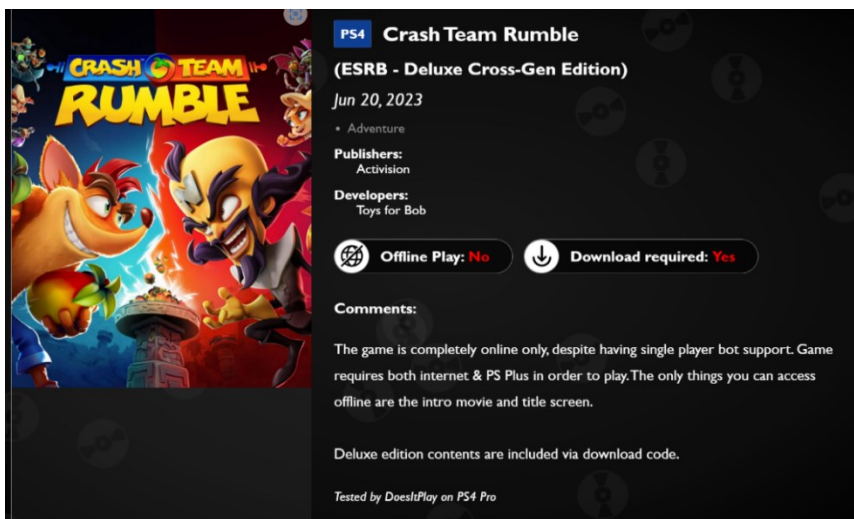 CRASH TEAM
RUMBLE
PS4 Crash Team Rumble
(ESRB - Deluxe Cross-Gen Edition)
Jun 20, 2023
• Adventure
Publishers:
Activision
Developers:
Toys for Bob
Offline Play: No
Download required: Yes
Comments:
The game is completely online only, despite having single player bot support. Game
requires both internet & PS Plus in order to play. The only things you can access
offline are the intro movie and title screen.
Deluxe edition contents are included via download code.
Tested by DoesItPlay on PS4 Pro